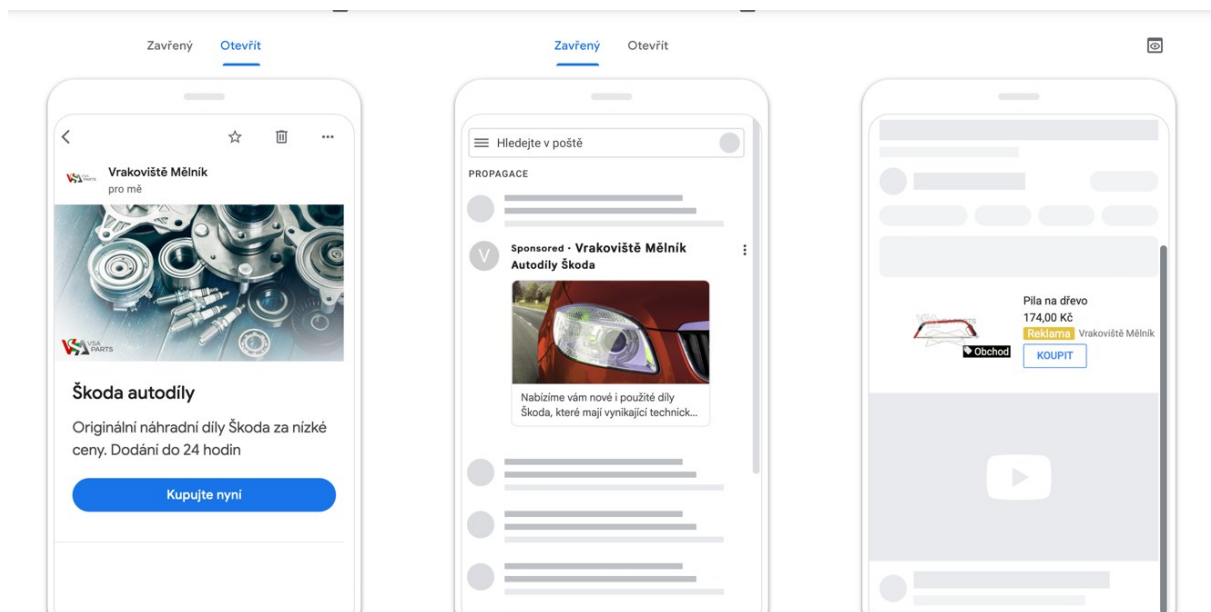 Zavřený Otevřít
Vrakoviště Mělník
pro mě
VSA
PARTS
Škoda autodíly
Originální náhradní díly Škoda za nízké
ceny. Dodání do 24 hodin
Kupujte nyní
Zavřený Otevřít
Hledejte v poště
PROPAGACE
V
Sponsored · Vrakoviště Mělník
Autodíly Škoda
Nabízíme vám nové i použité díly
Škoda, které mají vynikající technick...
Pila na dřevo
174,00 Kč
Reklama Vrakoviště Mělník
Obchod
KOUPIT